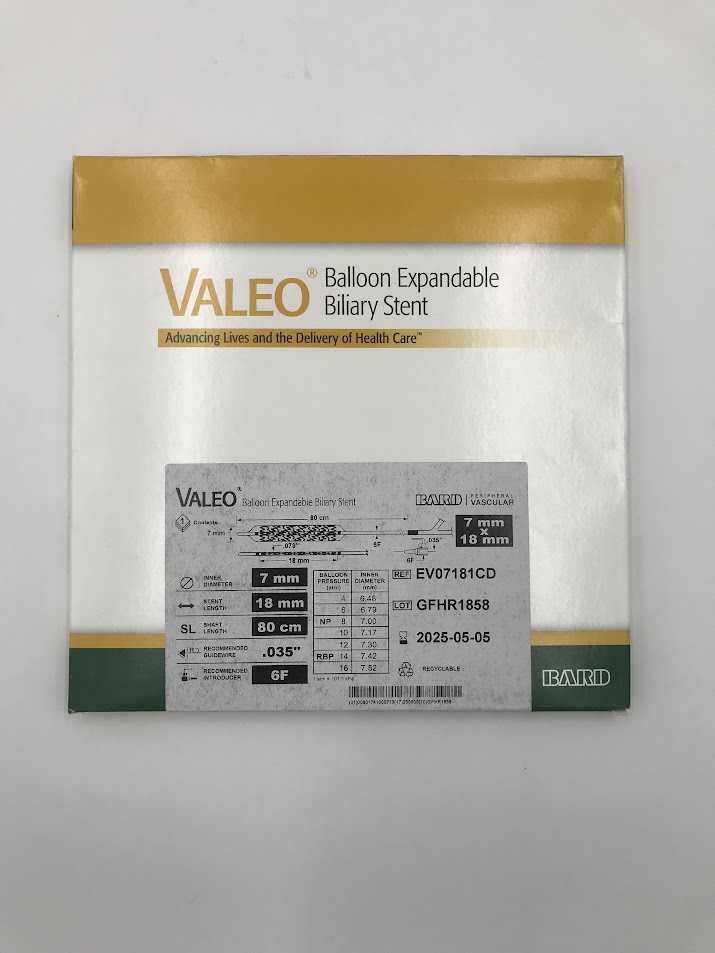 VALEO® Balloon Expandable
Biliary Stent
Advancing Lives and the Delivery of Health Care™
VALEO® Balloon Expandable Biliary Stent
BARD | PERIPHERAL VASCULAR
1 Contents
80 cm
7 mm
6F
.035"
.073"
18 mm
6F
7 mm
x
18 mm
INNER DIAMETER 7 mm
STENT LENGTH 18 mm
SL SHAFT LENGTH 80 cm
RECOMMENDED GUIDEWIRE .035"
RECOMMENDED INTRODUCER 6F
BALLOON PRESSURE (atm) INNER DIAMETER (mm)
4 6.48
6 6.79
NP 8 7.00
10 7.17
12 7.30
RBP 14 7.42
16 7.52
REF EV07181CD
LOT GFHR1858
2025-05-05
RECYCLABLE
BARD